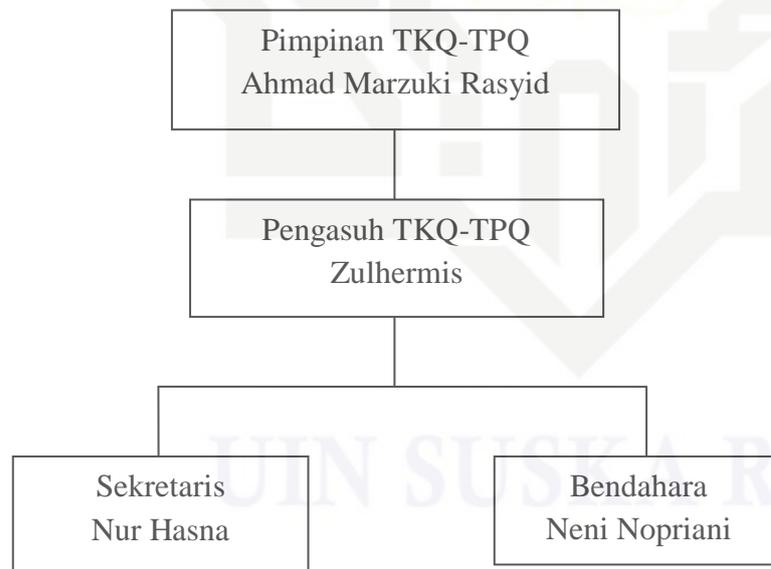 Pimpinan TKQ-TPQ
Ahmad Marzuki Rasyid
Pengasuh TKQ-TPQ
Zulhermis
UIN SUSKA R
Sekretaris
Nur Hasna
Bendahara
Neni Nopriani